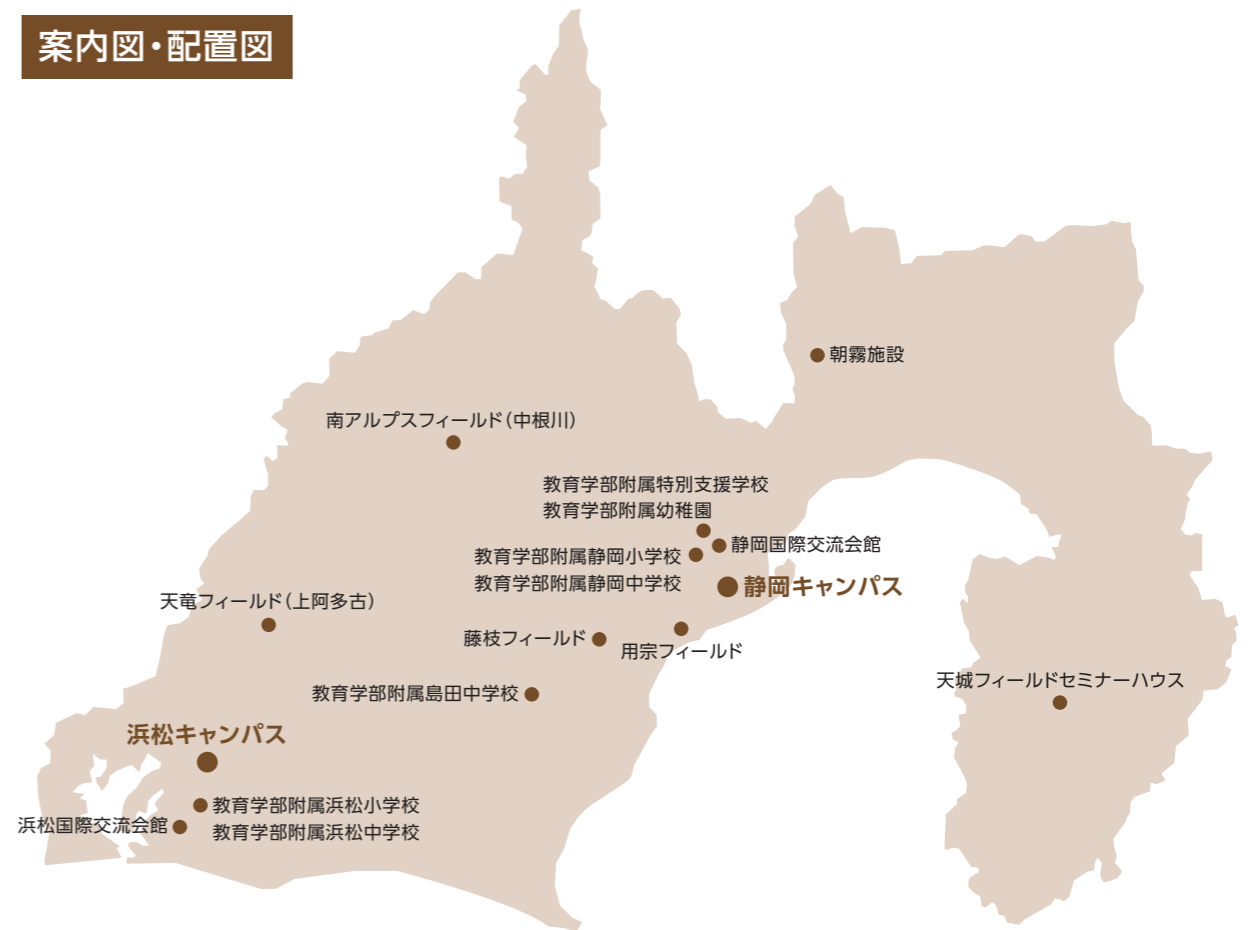 案内図・配置図
朝霧施設
南アルプスフィールド(中根川)
教育学部附属特別支援学校
教育学部附属幼稚園
静岡国際交流会館
教育学部附属静岡小学校
教育学部附属静岡中学校
静岡キャンパス
天竜フィールド(上阿多古)
藤枝フィールド
用宗フィールド
天城フィールドセミナーハウス
教育学部附属島田中学校
浜松キャンパス
教育学部附属浜松小学校
浜松国際交流会館
教育学部附属浜松中学校